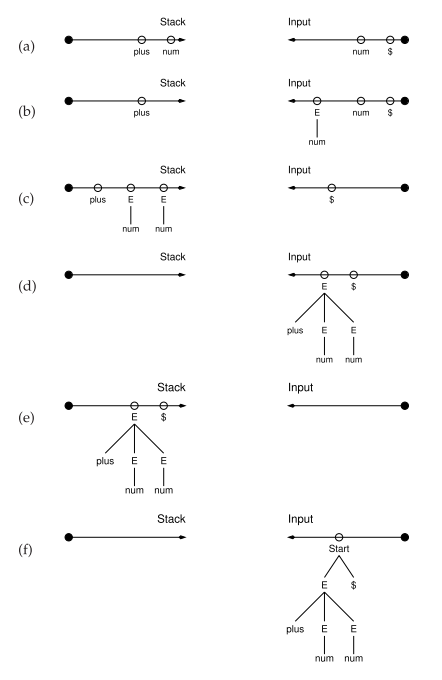 Stack Input
(a)
plus num num $
Stack Input
(b)
plus E num $
num
Stack Input
(c)
plus E E $
num num
Stack Input
(d)
E $
plus E E
num num
Stack Input
(e)
E $
plus E E
num num
Stack Input
(f)
Start
E $
plus E E
num num